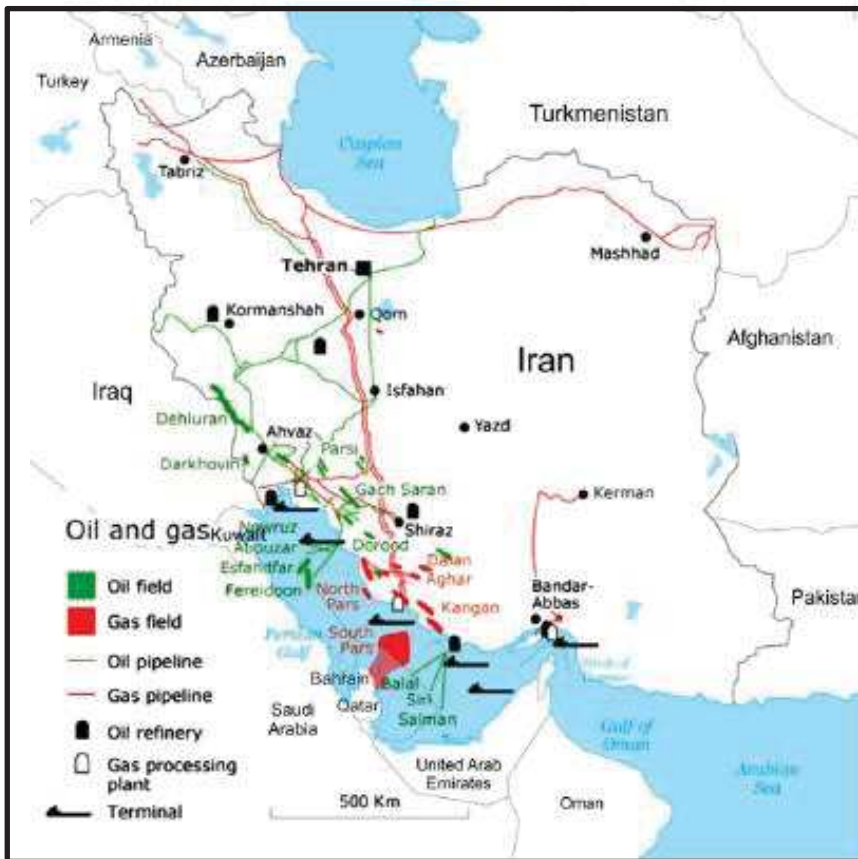 Armenia
Azerbaijan
Turkey
Turkmenistan
Caspian
Sea
Tabriz
Mashhad
Tehran
Kormanshah
Qom
Afghanistan
Iran
Iraq
Isfahan
Dehluran
Yazd
Ahvaz
Parsi
Darkhovin
Gach Saran
Kerman
Oil and gas
Kuwait
Nowruz
Shiraz
Abouzar
Dorood
Esfandfar
Dalan
Aghar
Fereidoon
Bandar-
Abbas
Pakistan
North
Pars
Kangan
Oil field
Gas field
Persian
Gulf
South
Pars
Oil pipeline
Bahrain
Balal
Gas pipeline
Qatar
Siri
Saudi
Arabia
Salman
Gulf of
Oman
Oil refinery
Arabian
Sea
Gas processing
plant
United Arab
Emirates
Terminal
500 Km
Oman